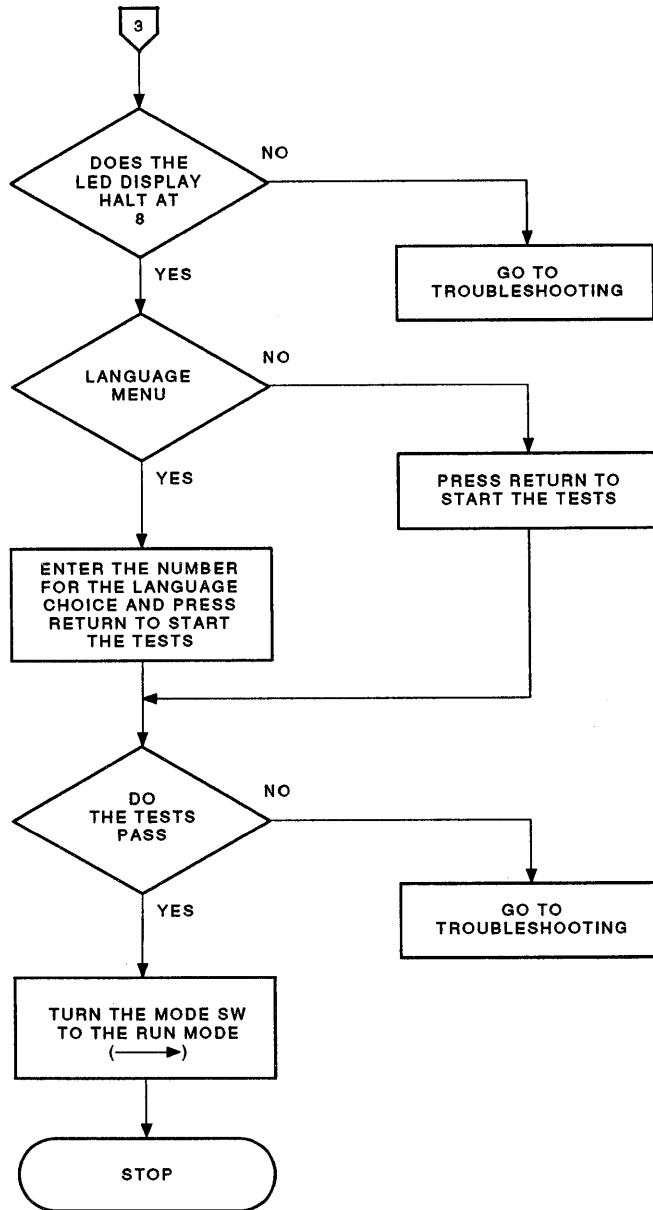 3
DOES THE
LED DISPLAY
HALT AT
8
NO
YES
GO TO
TROUBLESHOOTING
LANGUAGE
MENU
NO
YES
PRESS RETURN TO
START THE TESTS
ENTER THE NUMBER
FOR THE LANGUAGE
CHOICE AND PRESS
RETURN TO START
THE TESTS
DO
THE TESTS
PASS
NO
YES
GO TO
TROUBLESHOOTING
TURN THE MODE SW
TO THE RUN MODE
(⟶)
STOP